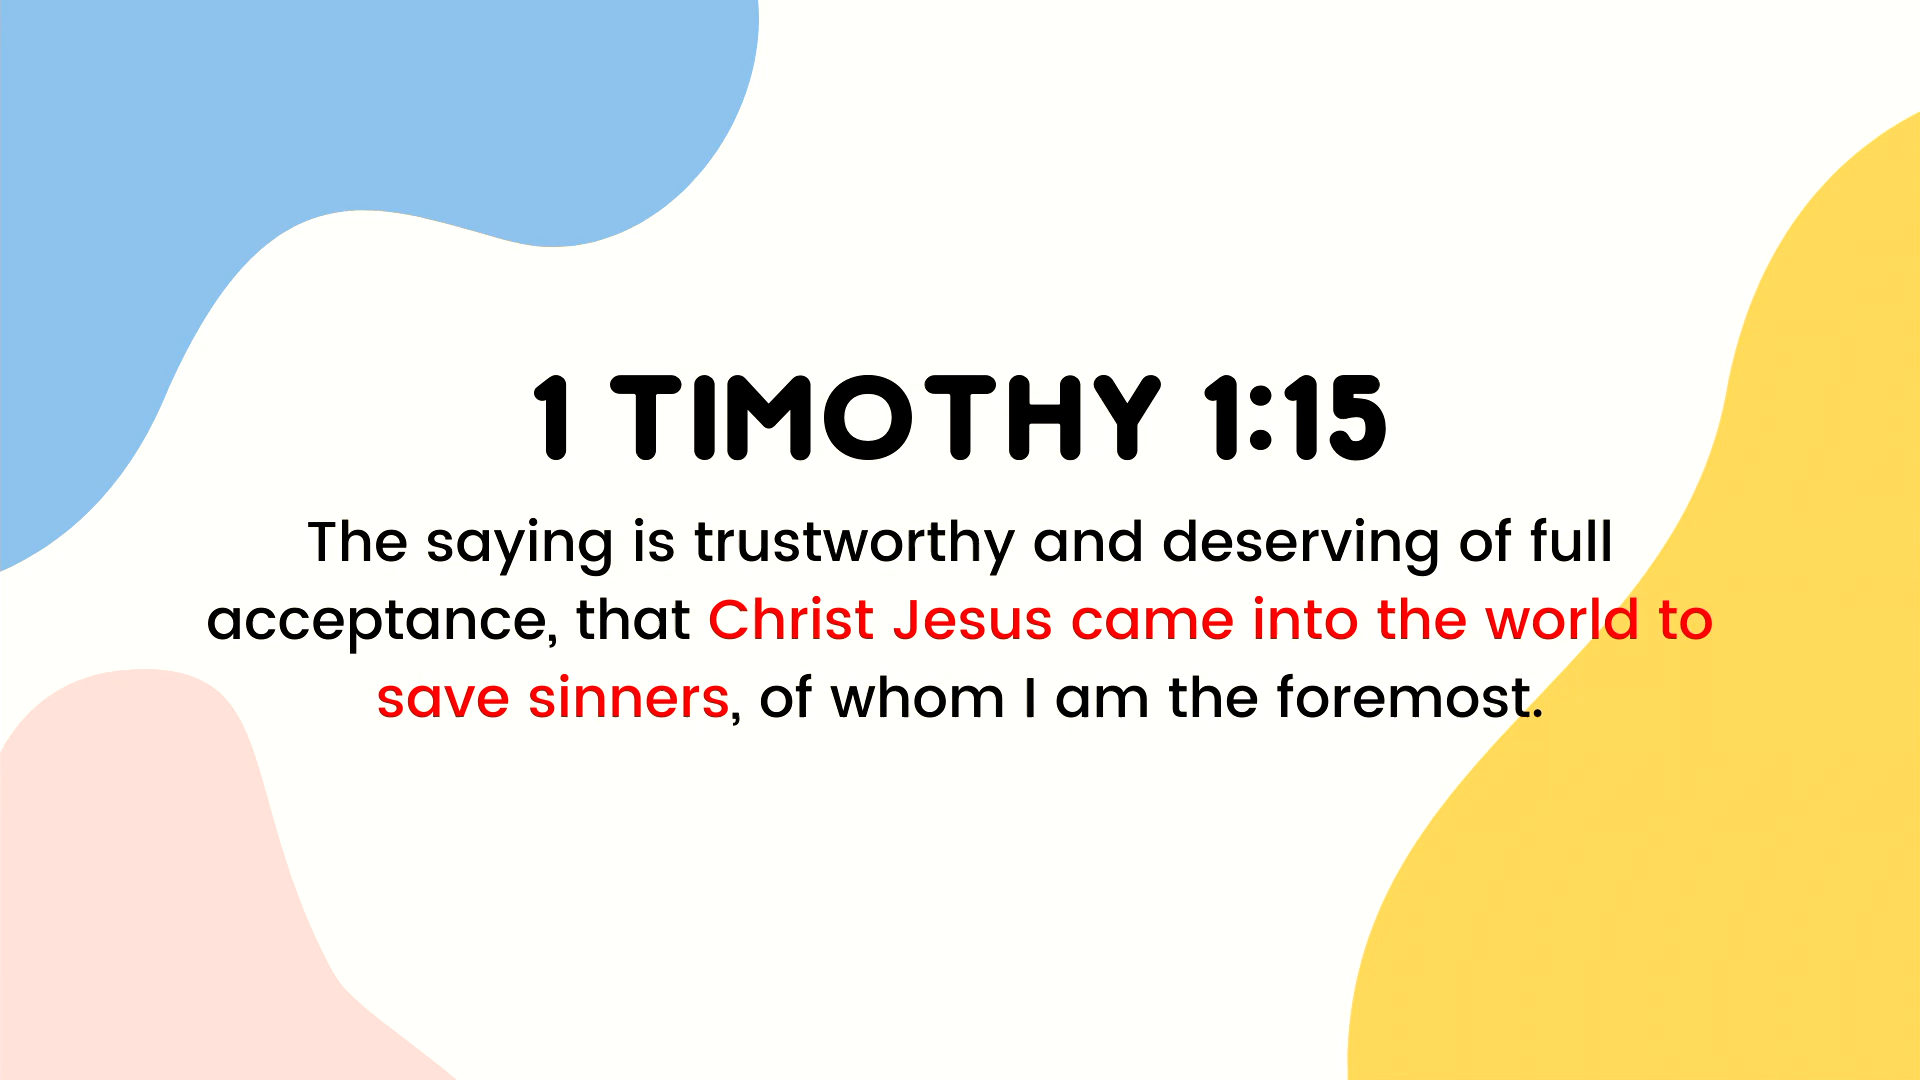 1 TIMOTHY 1:15
The saying is trustworthy and deserving of full
acceptance, that Christ Jesus came into the world to
save sinners, of whom I am the foremost.